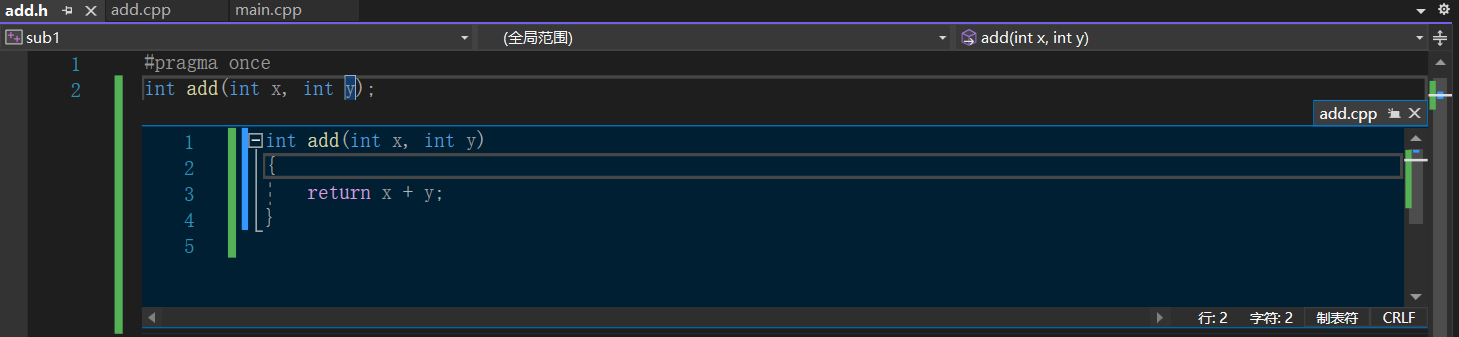 add.h add.cpp main.cpp
sub1 (全局范围) add(int x, int y)
1 #pragma once
2 int add(int x, int y);
add.cpp
1 int add(int x, int y)
2 {
3 return x + y;
4 }
5
行: 2 字符: 2 制表符 CRLF